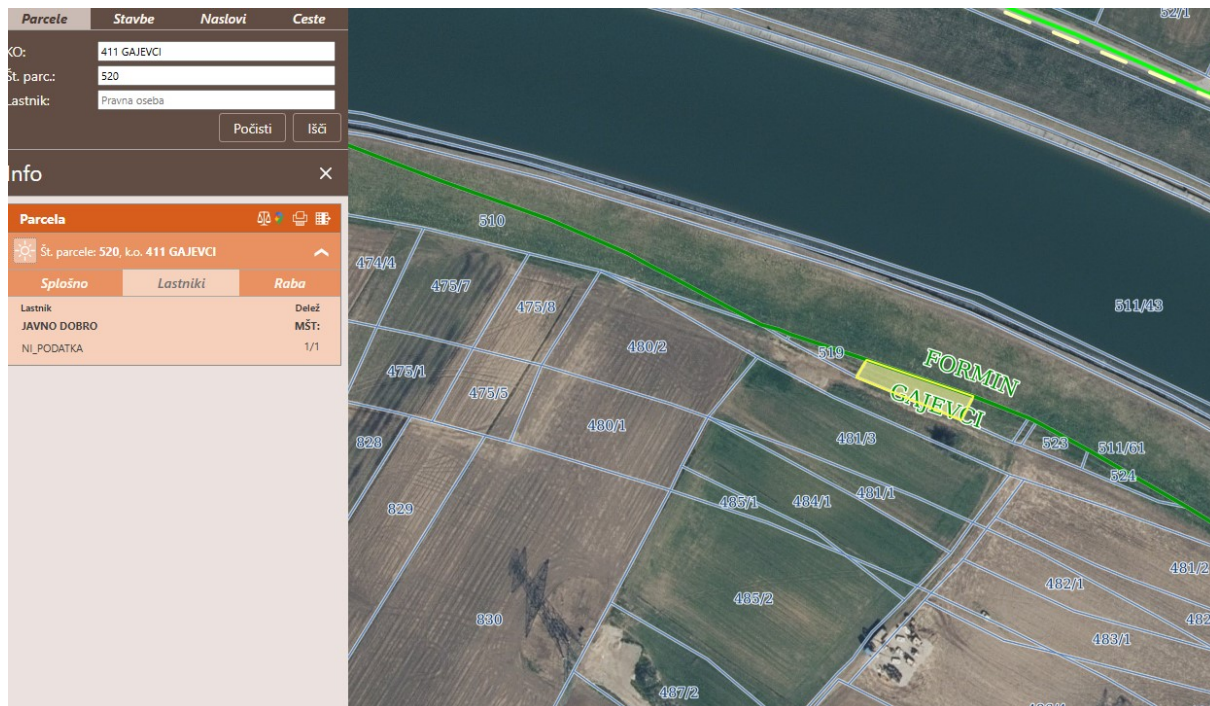 Parcele Stavbe Naslovi Ceste
KO: 411 GAJEVCI
Št. parc.: 520
Lastnik: Pravna oseba
Počisti Išči
Info ×
Parcela
Št. parcele: 520, k.o. 411 GAJEVCI
Splošno Lastniki Raba
Lastnik Delež
JAVNO DOBRO MŠT:
NI_PODATKA 1/1
52/1
510
474/4
475/7
475/8
511/43
480/2
519
FORMIN
GAJEVCI
475/1
475/5
480/1
828
481/3
523
511/61
524
829
485/1
484/1
481/1
481/2
482/1
485/2
830
482
483/1
487/2